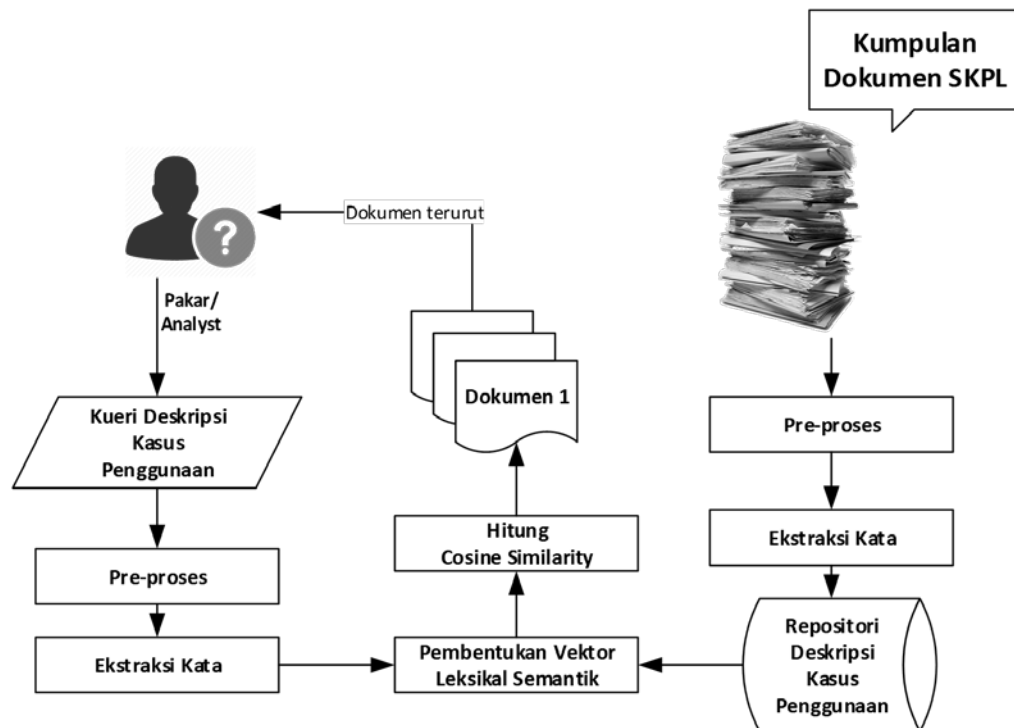 Kumpulan
Dokumen SKPL
Dokumen terurut
?
Pakar/
Analyst
Kueri Deskripsi
Kasus
Penggunaan
Pre-proses
Ekstraksi Kata
Dokumen 1
Hitung
Cosine Similarity
Pembentukan Vektor
Leksikal Semantik
Pre-proses
Ekstraksi Kata
Repositori
Deskripsi
Kasus
Penggunaan